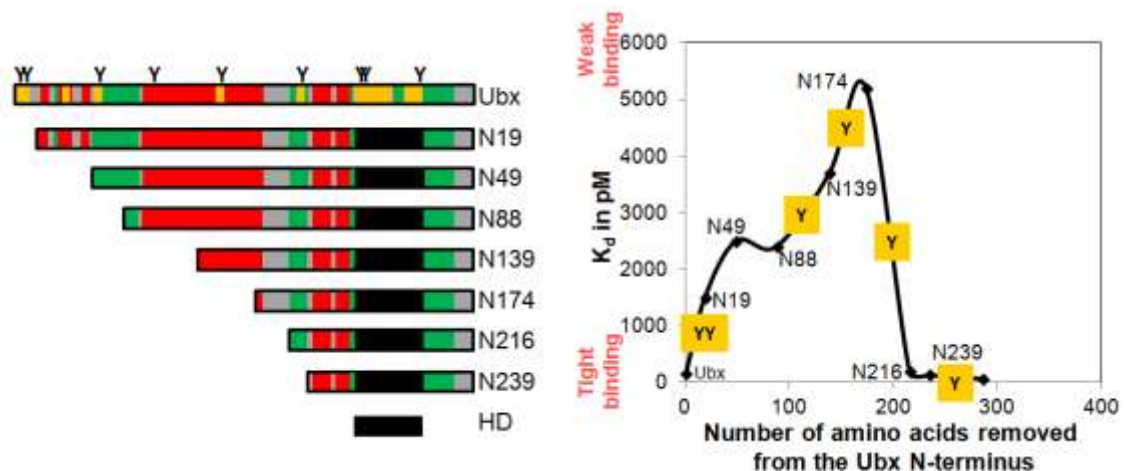 YY Y Y Y Y YY Y
Ubx
N19
N49
N88
N139
N174
N216
N239
HD
Weak
binding
Tight
binding
Kd in pM
6000
5000
4000
3000
2000
1000
0
N174
Y
N139
N49
Y
N88
Y
N19
YY
Ubx
N216
N239
Y
0 100 200 300 400
Number of amino acids removed
from the Ubx N-terminus